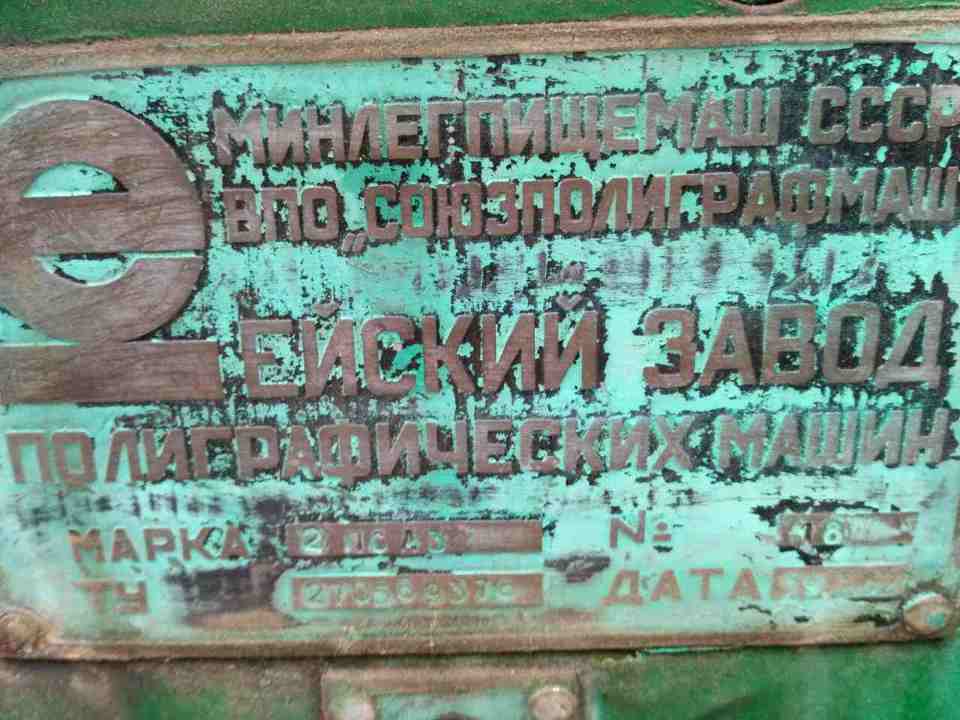 МИНЛЕГПИЩЕМАШ СССР
ВПО „СОЮЗПОЛИГРАФМАШ
ЕЙСКИЙ ЗАВОД
ПОЛИГРАФИЧЕСКИХ МАШИН
МАРКА №
ТУ ДАТА